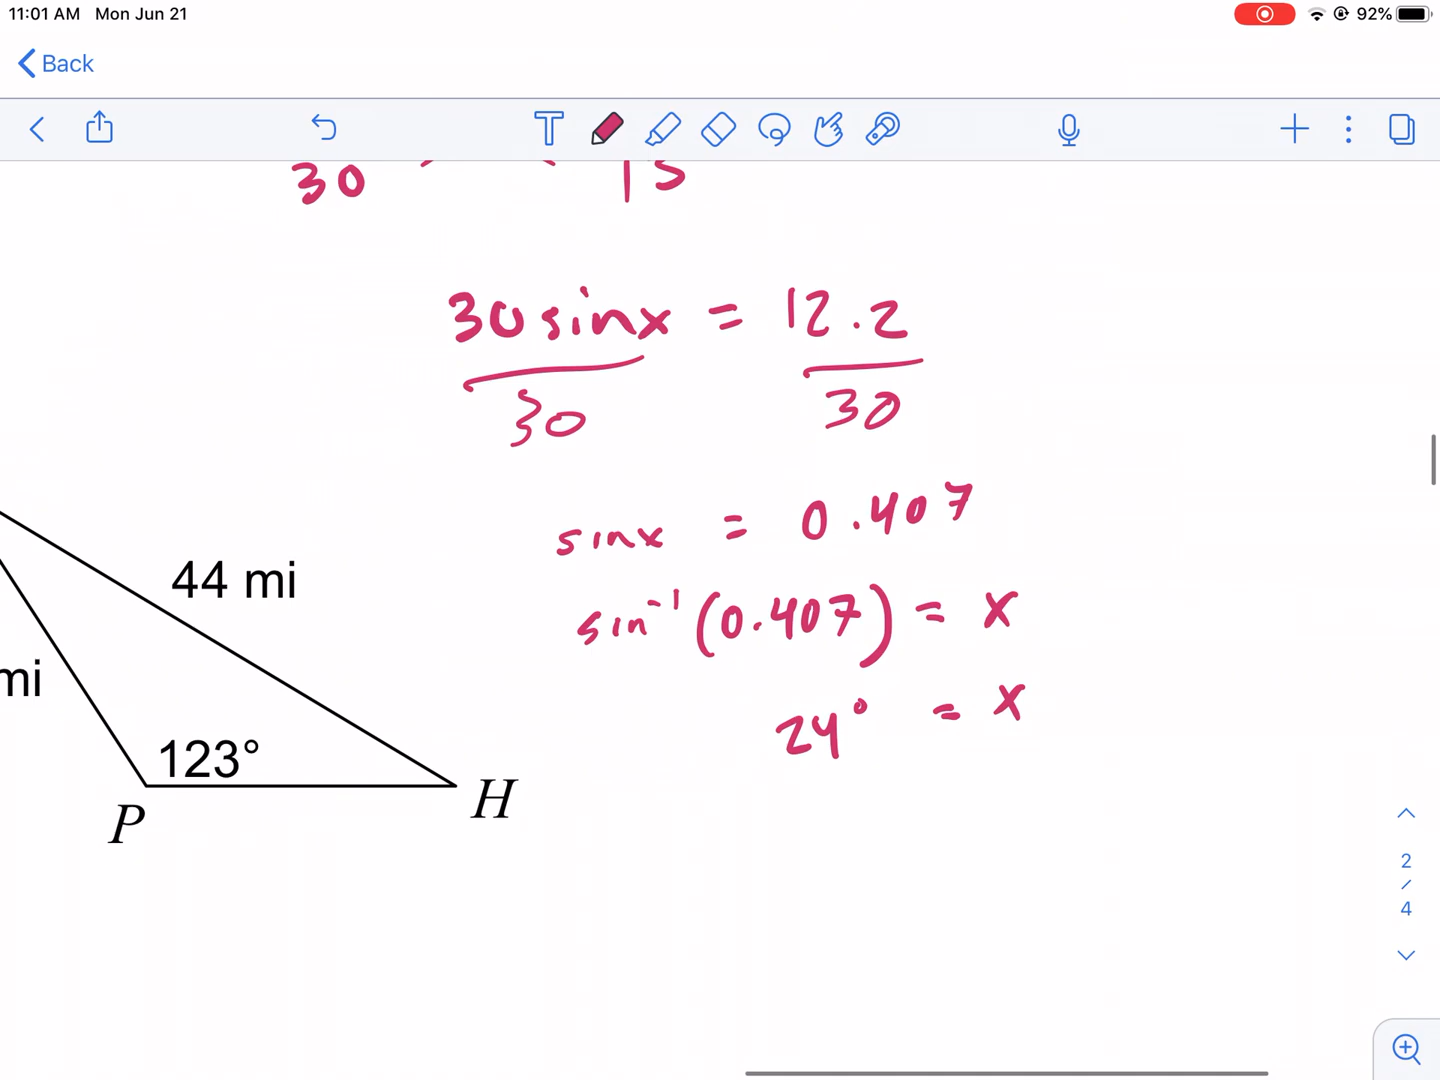 11:01 AM Mon Jun 21
92%
Back
30 15
30 sinx = 12.2
30 30
sinx = 0.407
44 mi
sin⁻¹(0.407) = x
mi
24° = x
123°
P
H
2
/
4